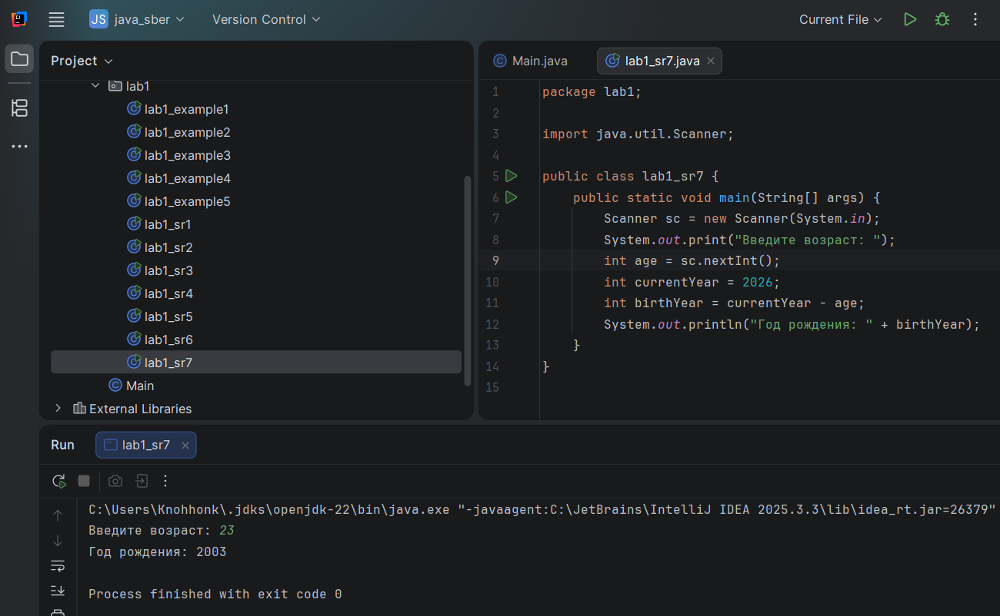 JS java_sber Version Control Current File
Project
lab1
lab1_example1
lab1_example2
lab1_example3
lab1_example4
lab1_example5
lab1_sr1
lab1_sr2
lab1_sr3
lab1_sr4
lab1_sr5
lab1_sr6
lab1_sr7
Main
External Libraries
Main.java lab1_sr7.java
1 package lab1;
2
3 import java.util.Scanner;
4
5 public class lab1_sr7 {
6 public static void main(String[] args) {
7 Scanner sc = new Scanner(System.in);
8 System.out.print("Введите возраст: ");
9 int age = sc.nextInt();
10 int currentYear = 2026;
11 int birthYear = currentYear - age;
12 System.out.println("Год рождения: " + birthYear);
13 }
14 }
15
Run lab1_sr7
C:\Users\Knohhonk\.jdks\openjdk-22\bin\java.exe "-javaagent:C:\JetBrains\IntelliJ IDEA 2025.3.3\lib\idea_rt.jar=26379"
Введите возраст: 23
Год рождения: 2003
Process finished with exit code 0